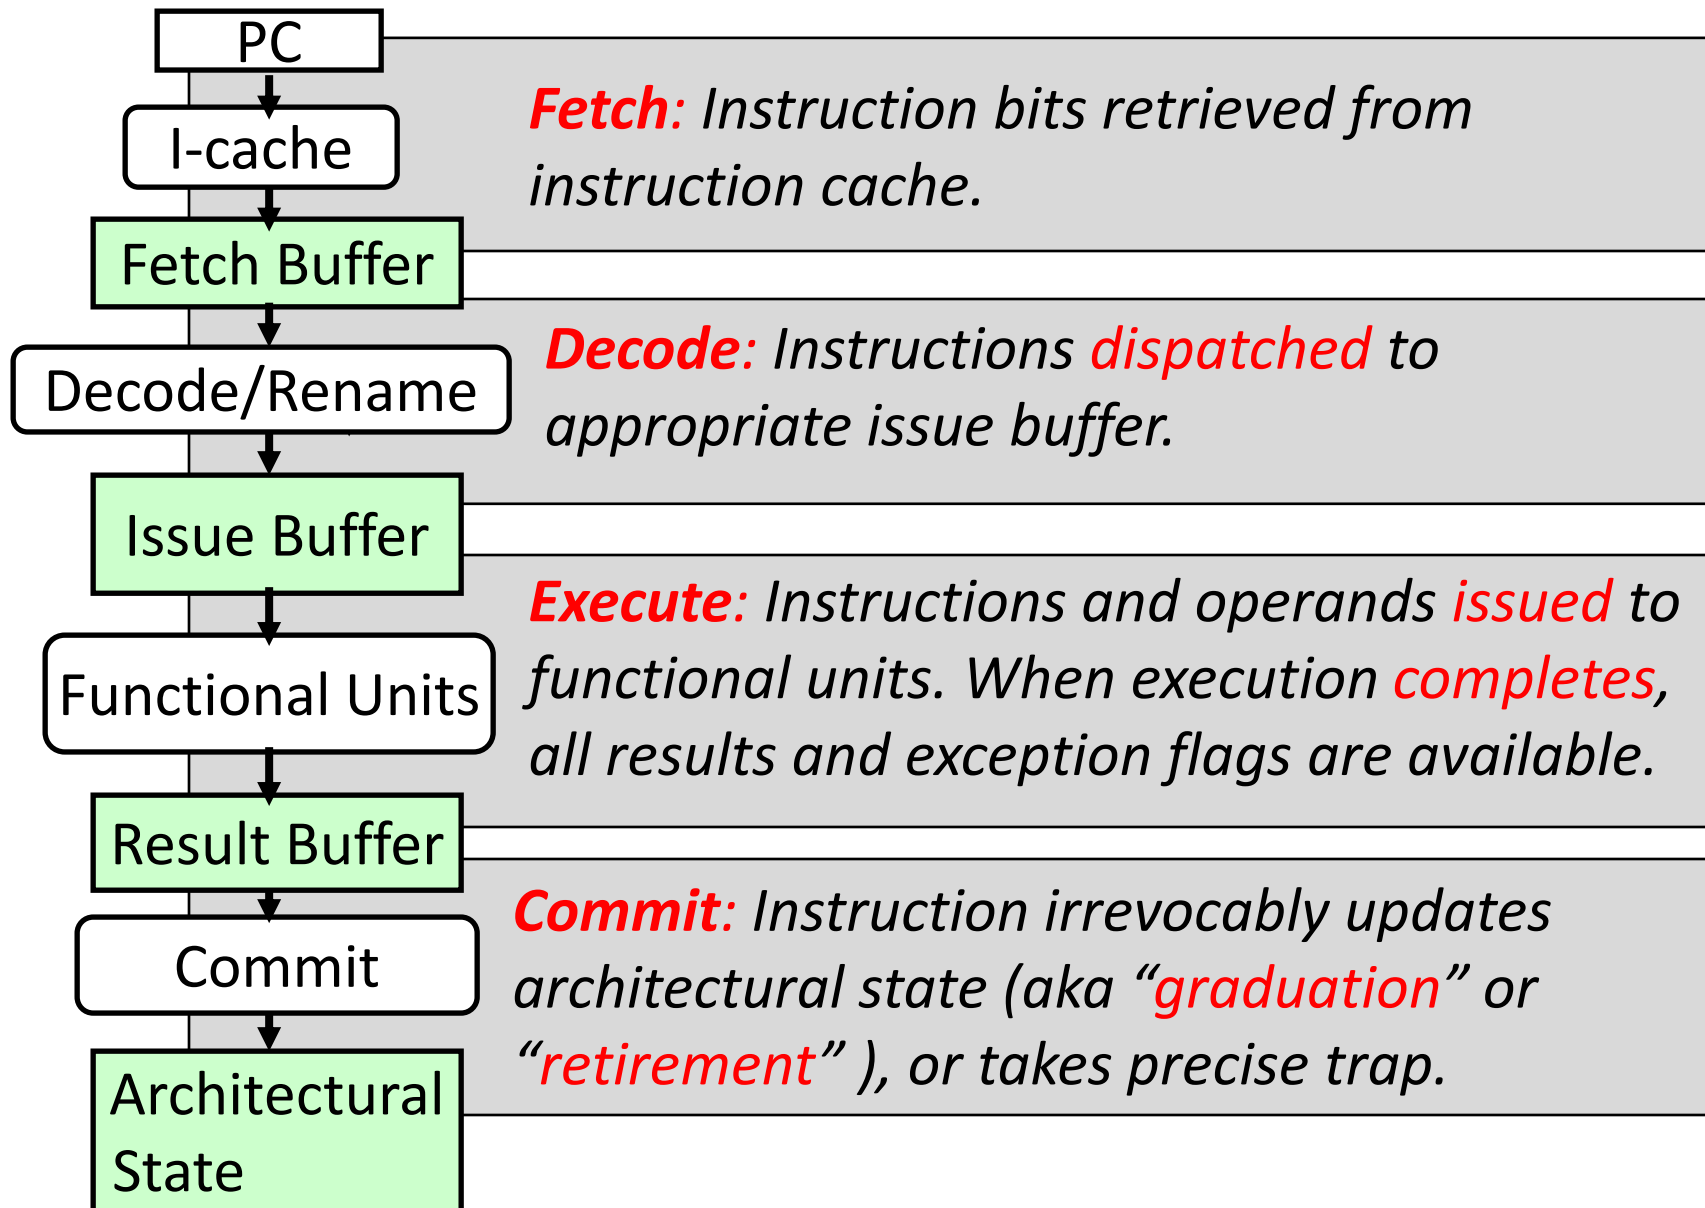 PC
I-cache
Fetch: Instruction bits retrieved from
instruction cache.
Fetch Buffer
Decode/Rename
Decode: Instructions dispatched to
appropriate issue buffer.
Issue Buffer
Functional Units
Execute: Instructions and operands issued to
functional units. When execution completes,
all results and exception flags are available.
Result Buffer
Commit
Commit: Instruction irrevocably updates
architectural state (aka “graduation” or
“retirement” ), or takes precise trap.
Architectural
State